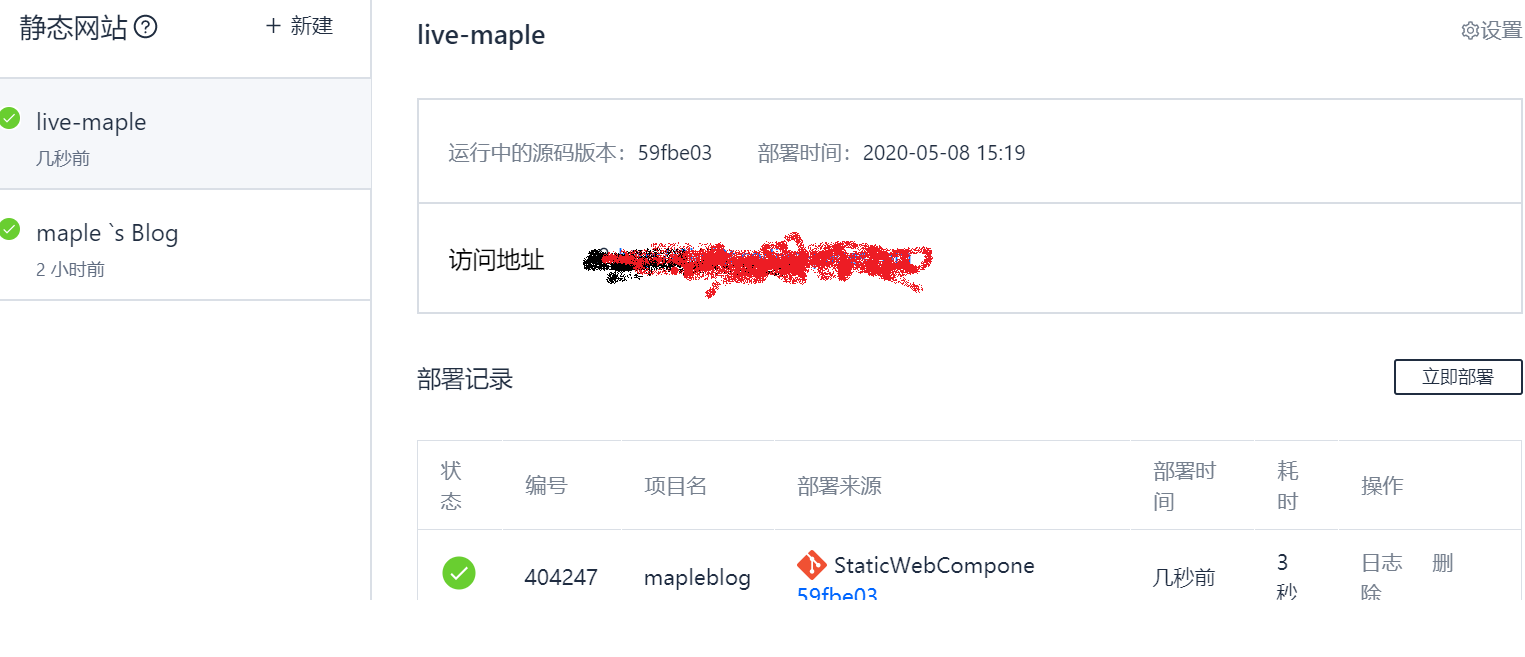 静态网站
+ 新建
live-maple
几秒前
maple `s Blog
2 小时前
live-maple
设置
运行中的源码版本：59fbe03 部署时间：2020-05-08 15:19
访问地址
部署记录
立即部署
状态 编号 项目名 部署来源 部署时间 耗时 操作
404247 mapleblog StaticWebCompone 几秒前 3 秒 日志 删除
59fbe03